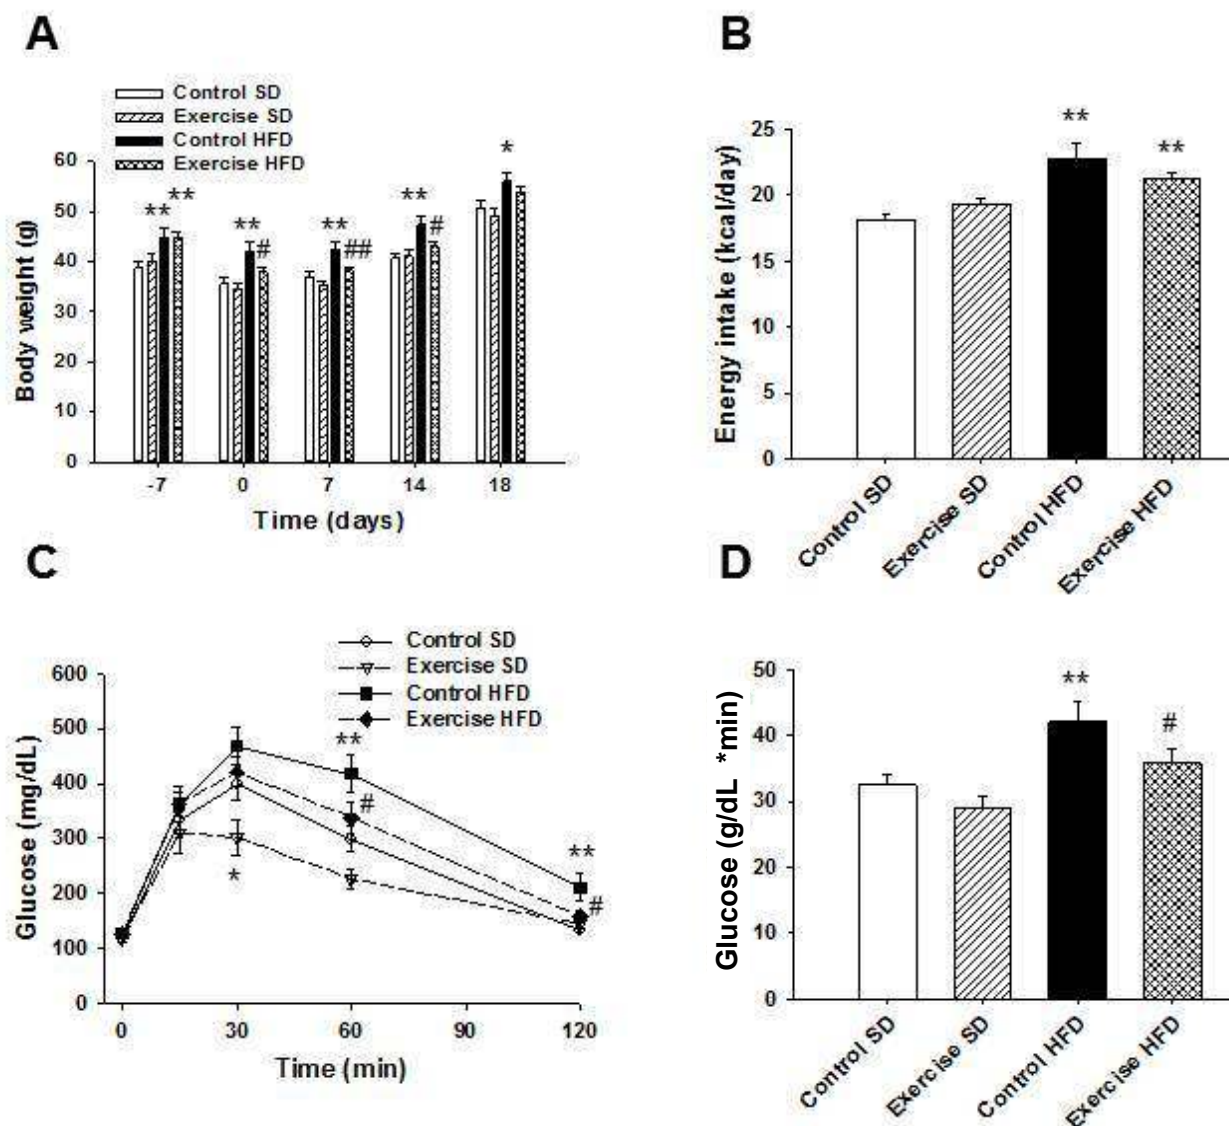 A
Control SD
Exercise SD
Control HFD
Exercise HFD
60
50
40
30
20
10
0
Body weight (g)
** ** ** # ** ## ** # *
-7 0 7 14 18
Time (days)
B
25
20
15
10
5
0
Energy intake (kcal/day)
** **
Control SD
Exercise SD
Control HFD
Exercise HFD
C
Control SD
Exercise SD
Control HFD
Exercise HFD
600
500
400
300
200
100
0
Glucose (mg/dL)
* ** # ** #
0 30 60 90 120
Time (min)
D
50
40
30
20
10
0
Glucose (g/dL *min)
** #
Control SD
Exercise SD
Control HFD
Exercise HFD